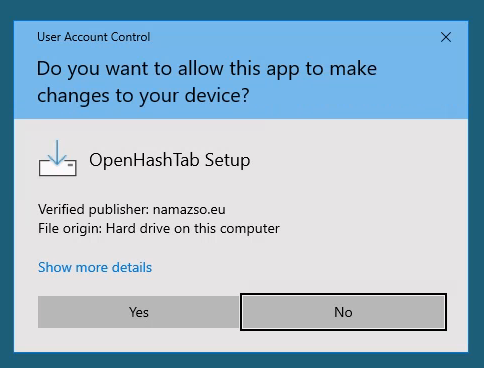 User Account Control
Do you want to allow this app to make
changes to your device?
OpenHashTab Setup
Verified publisher: namazso.eu
File origin: Hard drive on this computer
Show more details
Yes
No